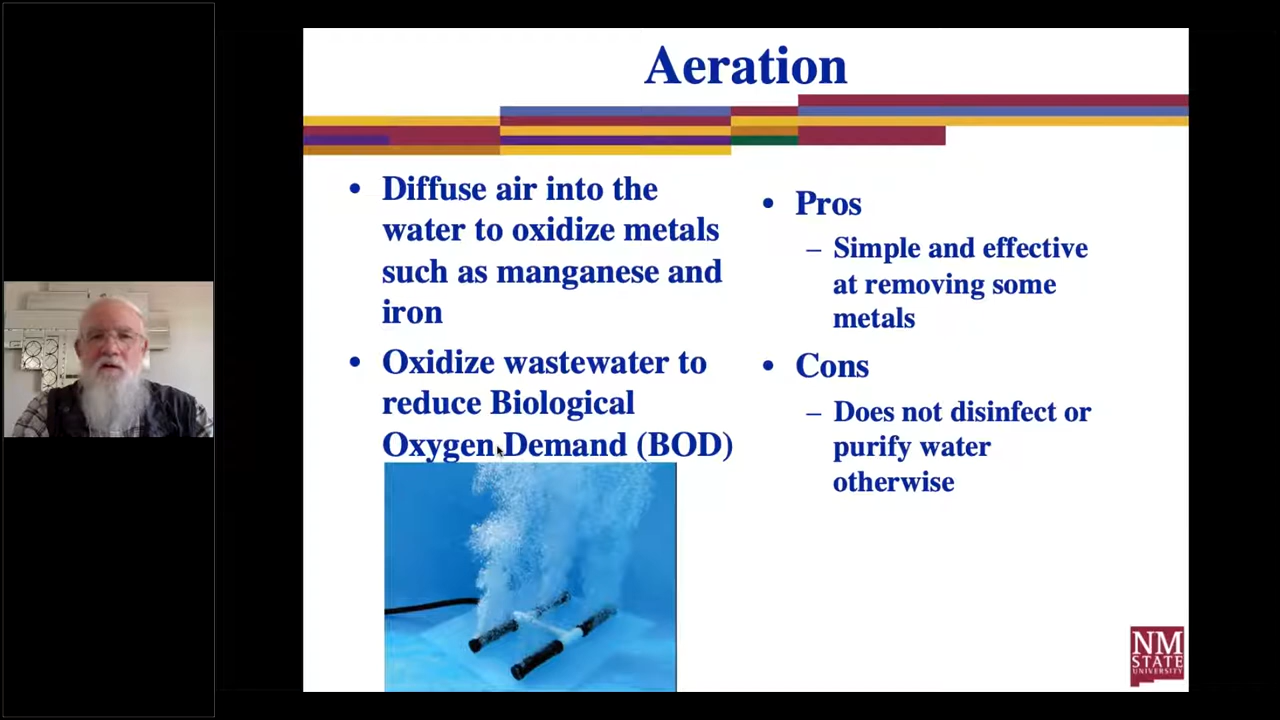 Aeration
• Diffuse air into the
water to oxidize metals
such as manganese and
iron
• Oxidize wastewater to
reduce Biological
Oxygen Demand (BOD)
• Pros
– Simple and effective
at removing some
metals
• Cons
– Does not disinfect or
purify water
otherwise
NM
STATE
UNIVERSITY